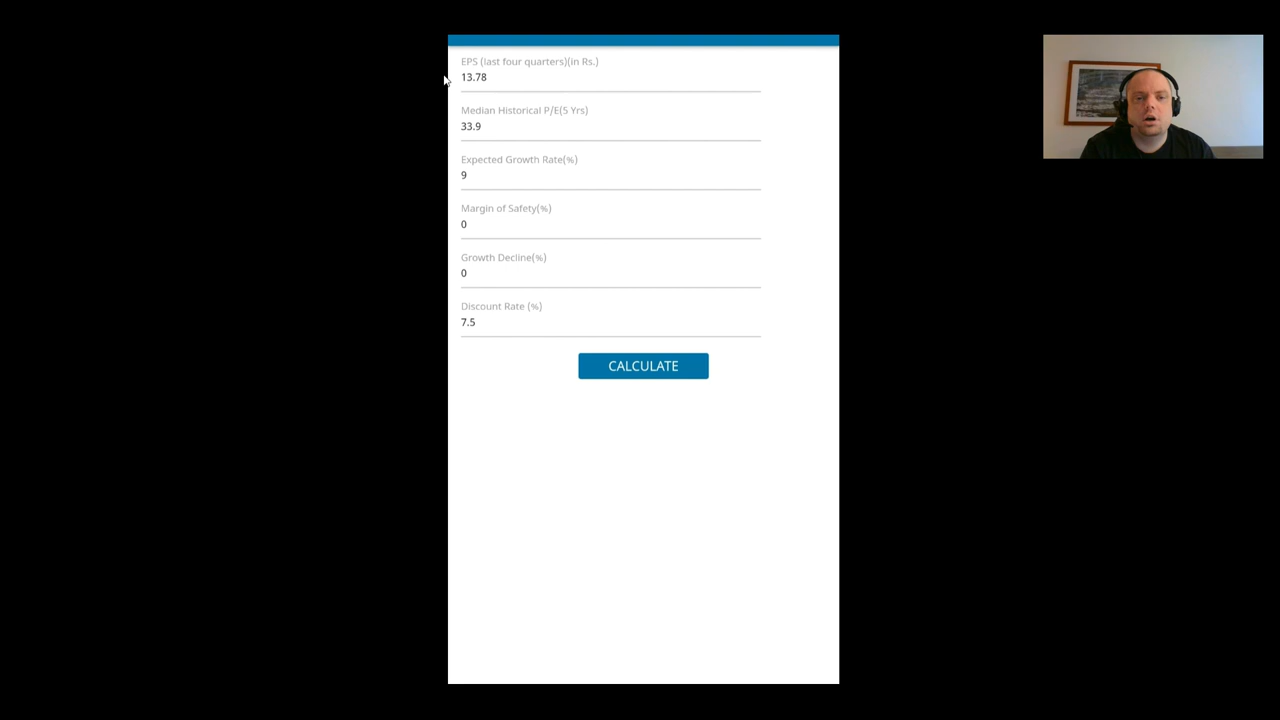 EPS (last four quarters)(in Rs.)
13.78
Median Historical P/E(5 Yrs)
33.9
Expected Growth Rate(%)
9
Margin of Safety(%)
0
Growth Decline(%)
0
Discount Rate (%)
7.5
CALCULATE